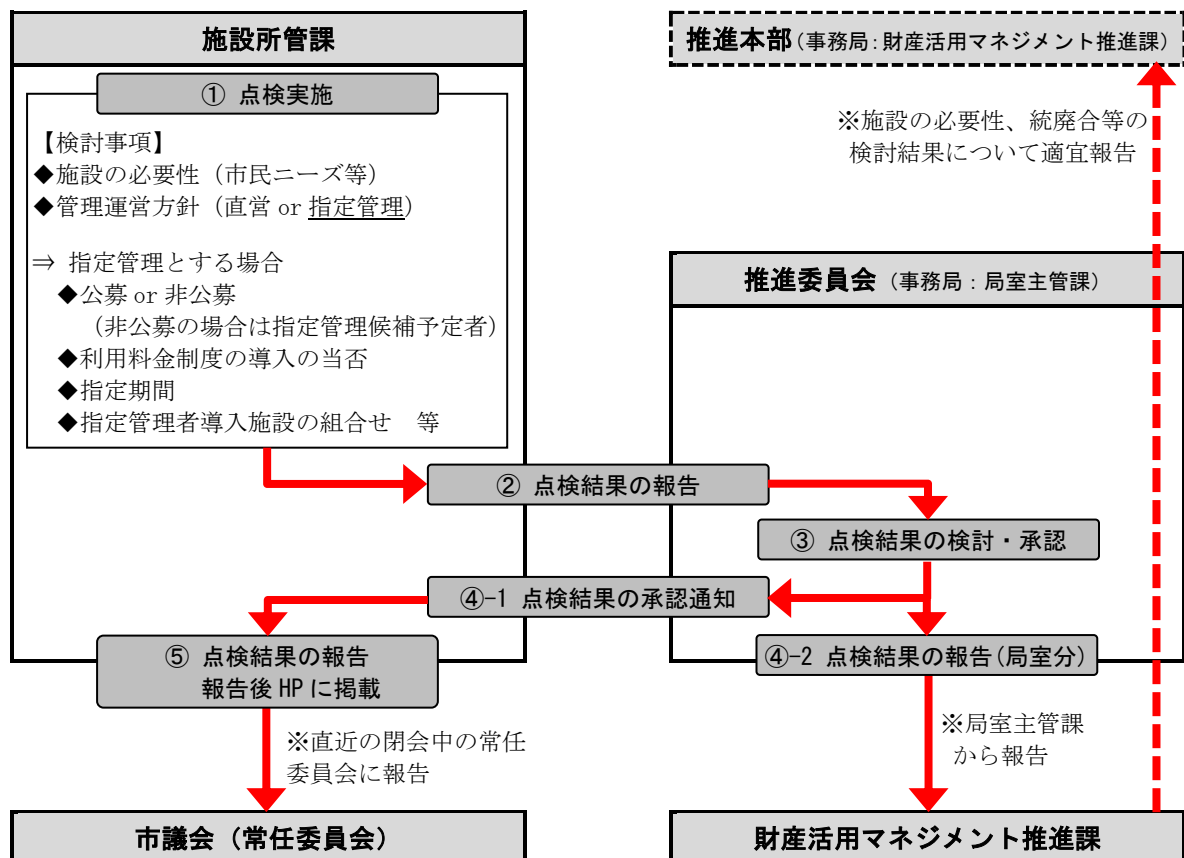 施設所管課
① 点検実施
【検討事項】
◆施設の必要性（市民ニーズ等）
◆管理運営方針（直営 or 指定管理）
⇒ 指定管理とする場合
◆公募 or 非公募
（非公募の場合は指定管理候補予定者）
◆利用料金制度の導入の当否
◆指定期間
◆指定管理者導入施設の組合せ　等
推進本部（事務局：財産活用マネジメント推進課）
※施設の必要性、統廃合等の
検討結果について適宜報告
推進委員会（事務局：局室主管課）
② 点検結果の報告
③ 点検結果の検討・承認
④-1 点検結果の承認通知
④-2 点検結果の報告（局室分）
⑤ 点検結果の報告
報告後 HP に掲載
※直近の閉会中の常任
委員会に報告
※局室主管課
から報告
市議会（常任委員会）
財産活用マネジメント推進課